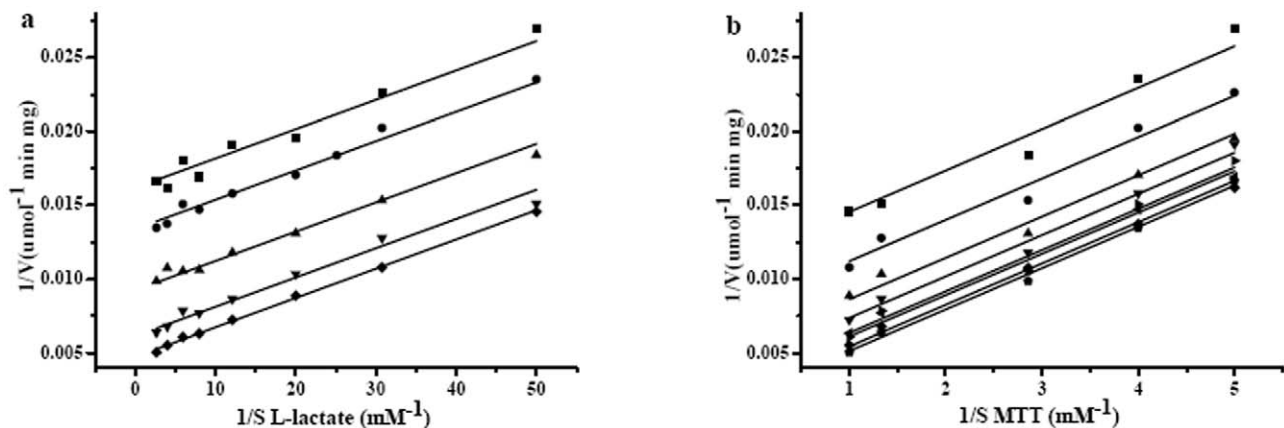 a
1/V(umol⁻¹ min mg)
0.025
0.020
0.015
0.010
0.005
0 10 20 30 40 50
1/S L-lactate (mM⁻¹)
b
1/V(umol⁻¹ min mg)
0.025
0.020
0.015
0.010
0.005
1 2 3 4 5
1/S MTT (mM⁻¹)